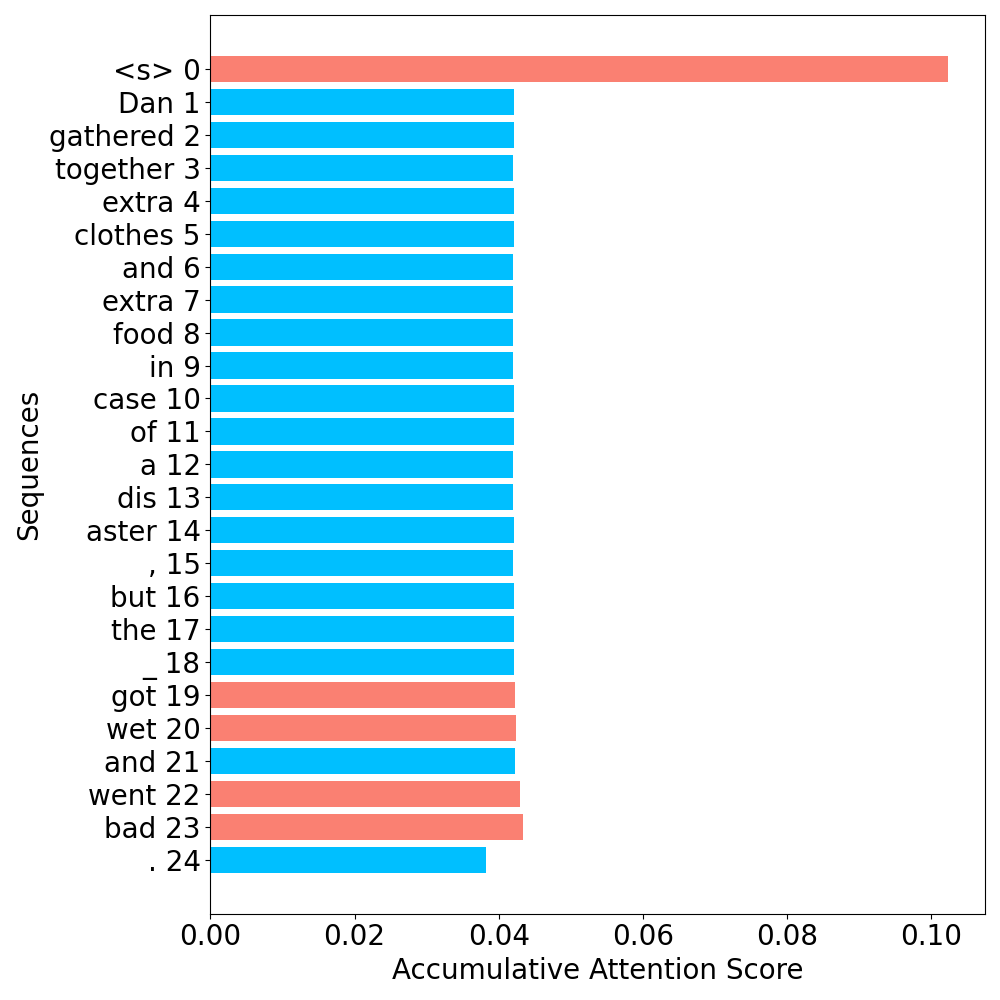 <s> 0
Dan 1
gathered 2
together 3
extra 4
clothes 5
and 6
extra 7
food 8
in 9
case 10
of 11
a 12
dis 13
aster 14
, 15
but 16
the 17
_ 18
got 19
wet 20
and 21
went 22
bad 23
. 24
Sequences
0.00 0.02 0.04 0.06 0.08 0.10
Accumulative Attention Score